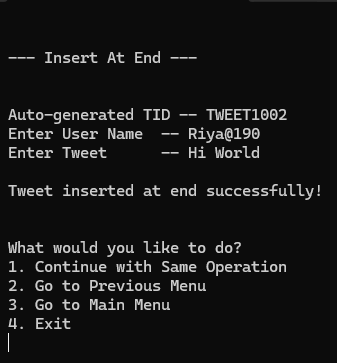 --- Insert At End ---
Auto-generated TID -- TWEET1002
Enter User Name  -- Riya@190
Enter Tweet      -- Hi World
Tweet inserted at end successfully!
What would you like to do?
1. Continue with Same Operation
2. Go to Previous Menu
3. Go to Main Menu
4. Exit